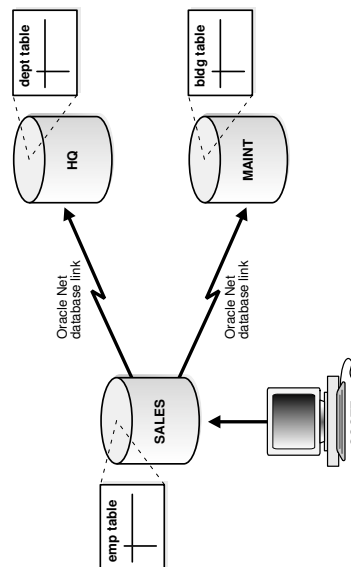 dept table
HQ
bldg table
MAINT
Oracle Net
database link
Oracle Net
database link
SALES
emp table